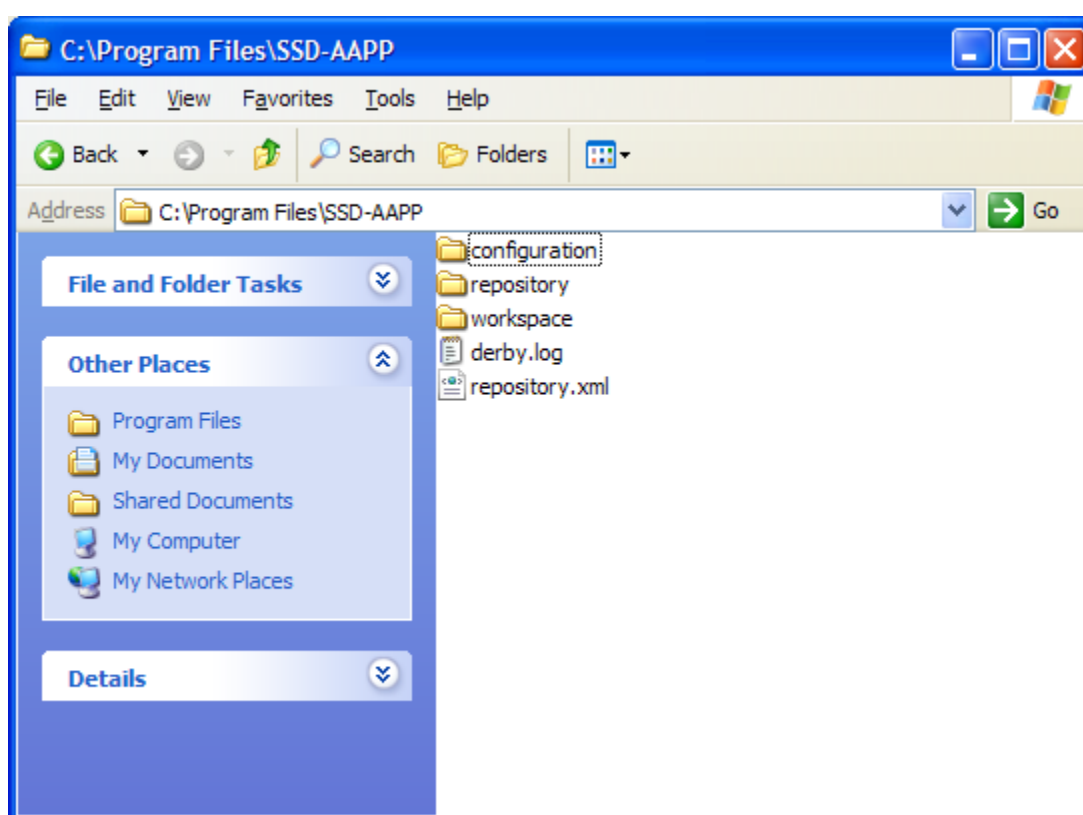 C:\Program Files\SSD-AAPP
File Edit View Favorites Tools Help
Back Search Folders
Address C:\Program Files\SSD-AAPP Go
File and Folder Tasks
Other Places
Program Files
My Documents
Shared Documents
My Computer
My Network Places
Details
configuration
repository
workspace
derby.log
repository.xml